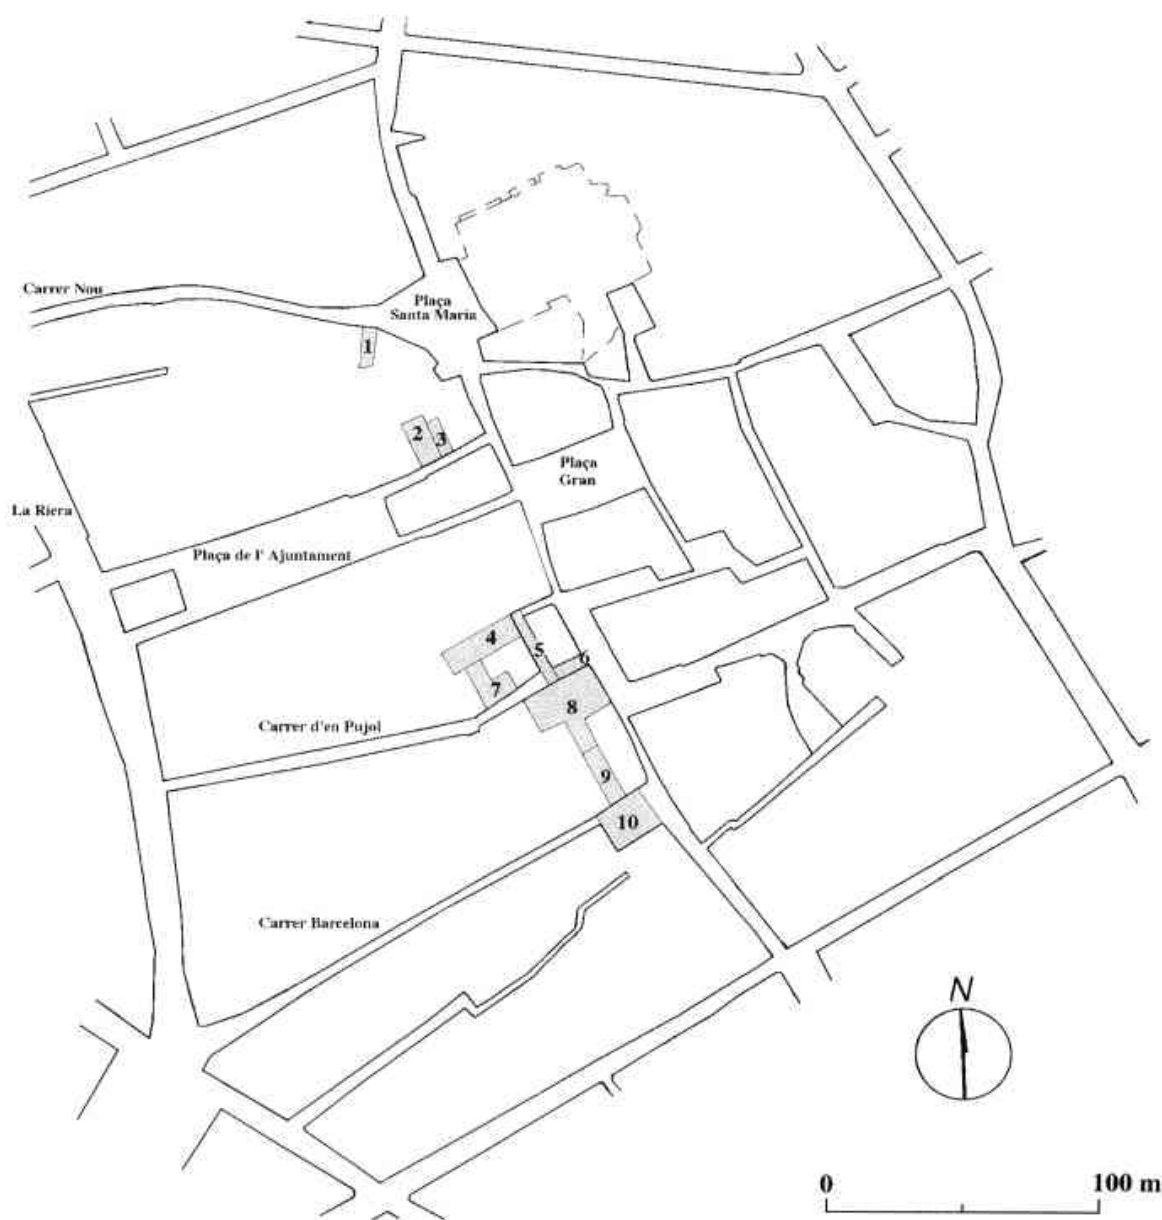 Carrer Nou
Plaça
Santa Maria
1
2
3
Plaça
Gran
La Riera
Plaça de l' Ajuntament
4
5
6
7
8
Carrer d'en Pujol
9
10
Carrer Barcelona
N
0
100 m